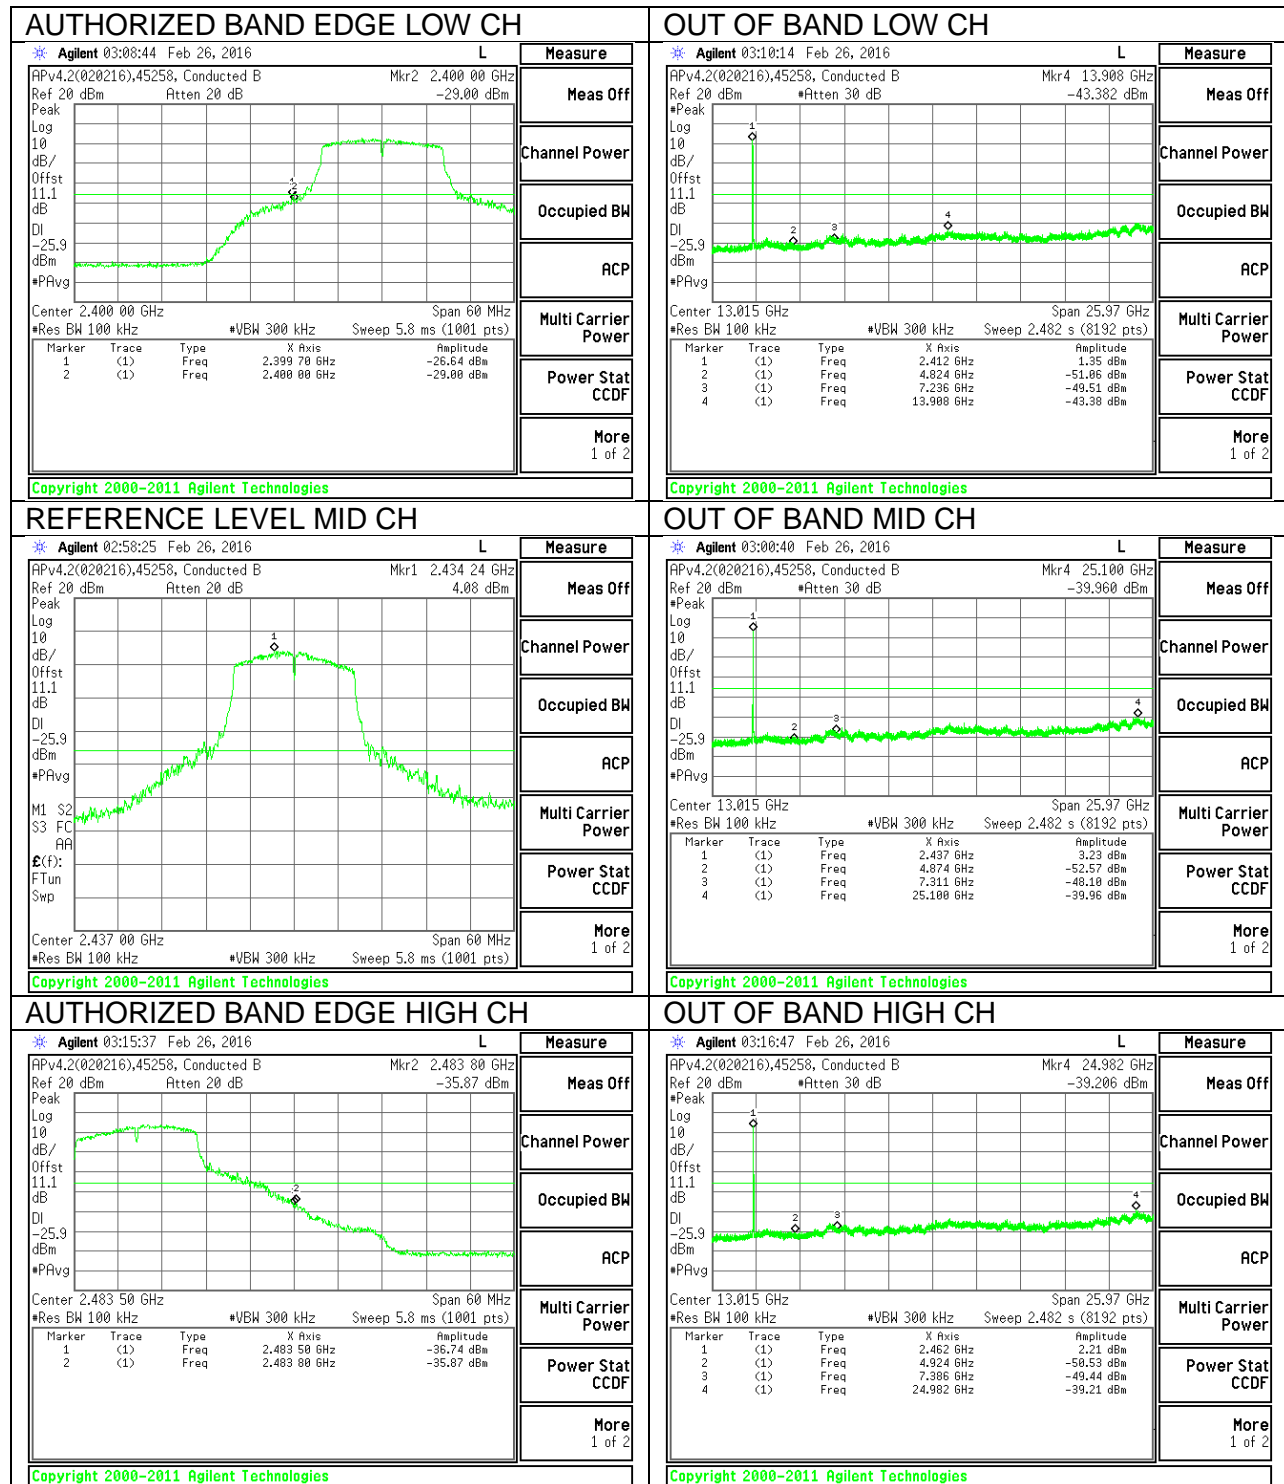 AUTHORIZED BAND EDGE LOW CH
Agilent 03:08:44 Feb 26, 2016 L Measure
APv4.2(020216),45258, Conducted B Mkr2 2.400 00 GHz
Ref 20 dBm Atten 20 dB -29.00 dBm Meas Off
Peak
Log
10
dB/
Offst
11.1
dB
DI
-25.9
dBm
#PAvg
1
2
Channel Power
Occupied BW
ACP
Center 2.400 00 GHz Span 60 MHz
#Res BW 100 kHz #VBW 300 kHz Sweep 5.8 ms (1001 pts)
Multi Carrier
Power
Marker Trace Type X Axis Amplitude
1 (1) Freq 2.399 70 GHz -26.64 dBm
2 (1) Freq 2.400 00 GHz -29.00 dBm
Power Stat
CCDF
More
1 of 2
Copyright 2000-2011 Agilent Technologies
OUT OF BAND LOW CH
Agilent 03:10:14 Feb 26, 2016 L Measure
APv4.2(020216),45258, Conducted B Mkr4 13.908 GHz
Ref 20 dBm #Atten 30 dB -43.382 dBm Meas Off
#Peak
Log
10
dB/
Offst
11.1
dB
DI
-25.9
dBm
#PAvg
1
2
3
4
Channel Power
Occupied BW
ACP
Center 13.015 GHz Span 25.97 GHz
#Res BW 100 kHz #VBW 300 kHz Sweep 2.482 s (8192 pts)
Multi Carrier
Power
Marker Trace Type X Axis Amplitude
1 (1) Freq 2.412 GHz 1.35 dBm
2 (1) Freq 4.824 GHz -51.06 dBm
3 (1) Freq 7.236 GHz -49.51 dBm
4 (1) Freq 13.908 GHz -43.38 dBm
Power Stat
CCDF
More
1 of 2
Copyright 2000-2011 Agilent Technologies
REFERENCE LEVEL MID CH
Agilent 02:58:25 Feb 26, 2016 L Measure
APv4.2(020216),45258, Conducted B Mkr1 2.434 24 GHz
Ref 20 dBm Atten 20 dB 4.08 dBm Meas Off
Peak
Log
10
dB/
Offst
11.1
dB
DI
-25.9
dBm
#PAvg
M1 S2
S3 FC
AA
£(f):
FTun
Swp
1
Channel Power
Occupied BW
ACP
Multi Carrier
Power
Power Stat
CCDF
Center 2.437 00 GHz Span 60 MHz
#Res BW 100 kHz #VBW 300 kHz Sweep 5.8 ms (1001 pts)
More
1 of 2
Copyright 2000-2011 Agilent Technologies
OUT OF BAND MID CH
Agilent 03:00:40 Feb 26, 2016 L Measure
APv4.2(020216),45258, Conducted B Mkr4 25.100 GHz
Ref 20 dBm #Atten 30 dB -39.960 dBm Meas Off
#Peak
Log
10
dB/
Offst
11.1
dB
DI
-25.9
dBm
#PAvg
1
2
3
4
Channel Power
Occupied BW
ACP
Center 13.015 GHz Span 25.97 GHz
#Res BW 100 kHz #VBW 300 kHz Sweep 2.482 s (8192 pts)
Multi Carrier
Power
Marker Trace Type X Axis Amplitude
1 (1) Freq 2.437 GHz 3.23 dBm
2 (1) Freq 4.874 GHz -52.57 dBm
3 (1) Freq 7.311 GHz -48.10 dBm
4 (1) Freq 25.100 GHz -39.96 dBm
Power Stat
CCDF
More
1 of 2
Copyright 2000-2011 Agilent Technologies
AUTHORIZED BAND EDGE HIGH CH
Agilent 03:15:37 Feb 26, 2016 L Measure
APv4.2(020216),45258, Conducted B Mkr2 2.483 80 GHz
Ref 20 dBm Atten 20 dB -35.87 dBm Meas Off
Peak
Log
10
dB/
Offst
11.1
dB
DI
-25.9
dBm
#PAvg
2
Channel Power
Occupied BW
ACP
Center 2.483 50 GHz Span 60 MHz
#Res BW 100 kHz #VBW 300 kHz Sweep 5.8 ms (1001 pts)
Multi Carrier
Power
Marker Trace Type X Axis Amplitude
1 (1) Freq 2.483 50 GHz -36.74 dBm
2 (1) Freq 2.483 80 GHz -35.87 dBm
Power Stat
CCDF
More
1 of 2
Copyright 2000-2011 Agilent Technologies
OUT OF BAND HIGH CH
Agilent 03:16:47 Feb 26, 2016 L Measure
APv4.2(020216),45258, Conducted B Mkr4 24.982 GHz
Ref 20 dBm #Atten 30 dB -39.206 dBm Meas Off
#Peak
Log
10
dB/
Offst
11.1
dB
DI
-25.9
dBm
#PAvg
1
2
3
4
Channel Power
Occupied BW
ACP
Center 13.015 GHz Span 25.97 GHz
#Res BW 100 kHz #VBW 300 kHz Sweep 2.482 s (8192 pts)
Multi Carrier
Power
Marker Trace Type X Axis Amplitude
1 (1) Freq 2.462 GHz 2.21 dBm
2 (1) Freq 4.924 GHz -50.53 dBm
3 (1) Freq 7.386 GHz -49.44 dBm
4 (1) Freq 24.982 GHz -39.21 dBm
Power Stat
CCDF
More
1 of 2
Copyright 2000-2011 Agilent Technologies